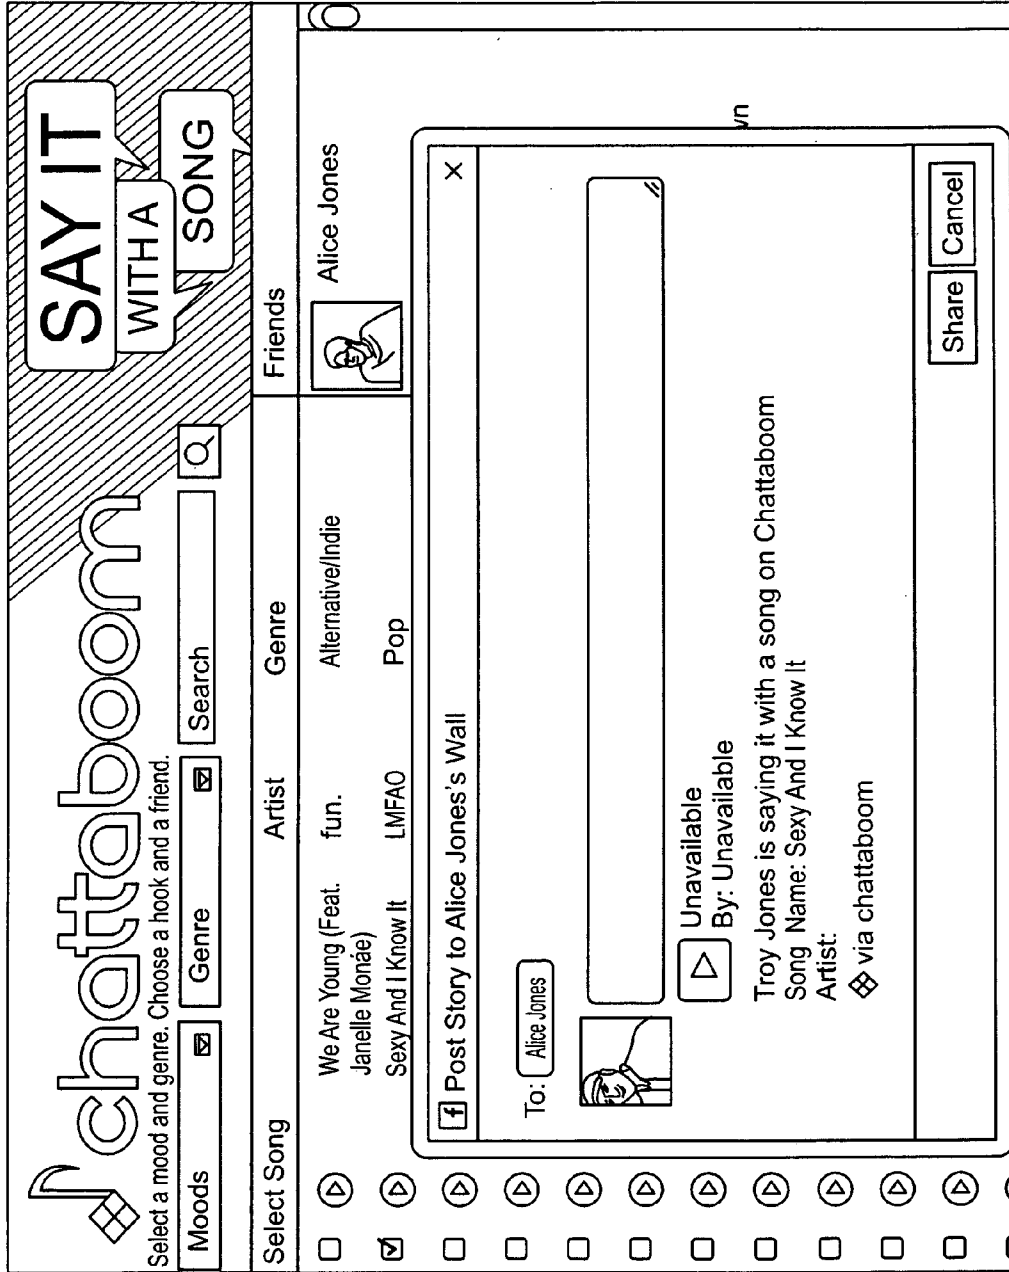 chattaboom
SAY IT
WITH A
SONG
Select a mood and genre. Choose a hook and a friend.
Moods Genre Search
Select Song Artist Genre Friends
We Are Young (Feat. fun. Alternative/Indie Alice Jones
Janelle Monáe)
Sexy And I Know It LMFAO Pop
f Post Story to Alice Jones's Wall X
To: Alice Jones
Unavailable
By: Unavailable
vn
Troy Jones is saying it with a song on Chattaboom
Song Name: Sexy And I Know It
Artist:
via chattaboom
Share Cancel